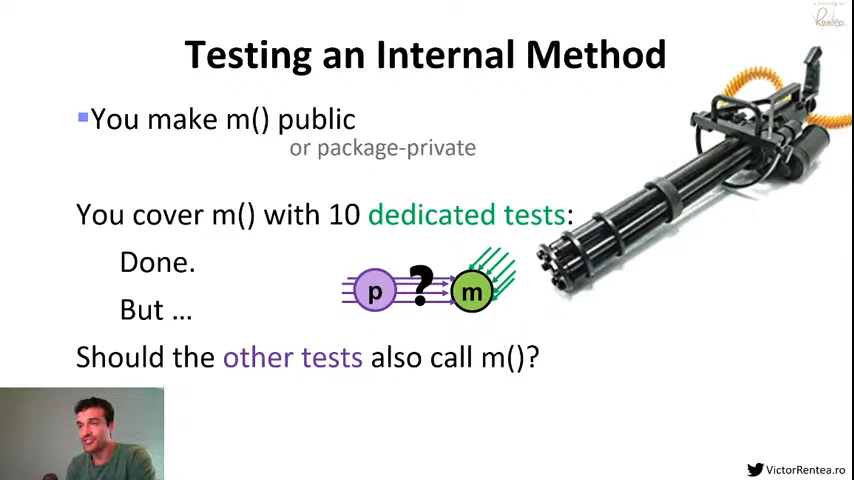 Rentea
Testing an Internal Method
You make m() public
or package-private
You cover m() with 10 dedicated tests:
Done.
p ? m
But ...
Should the other tests also call m()?
VictorRentea.ro